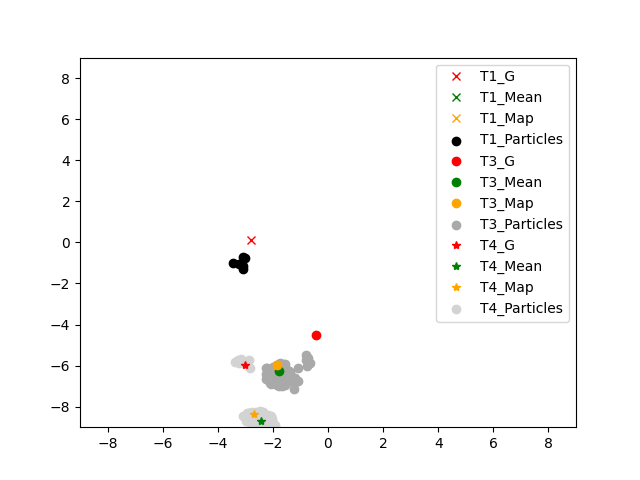 8
6
4
2
0
−2
−4
−6
−8
−8 −6 −4 −2 0 2 4 6 8
T1_G
T1_Mean
T1_Map
T1_Particles
T3_G
T3_Mean
T3_Map
T3_Particles
T4_G
T4_Mean
T4_Map
T4_Particles